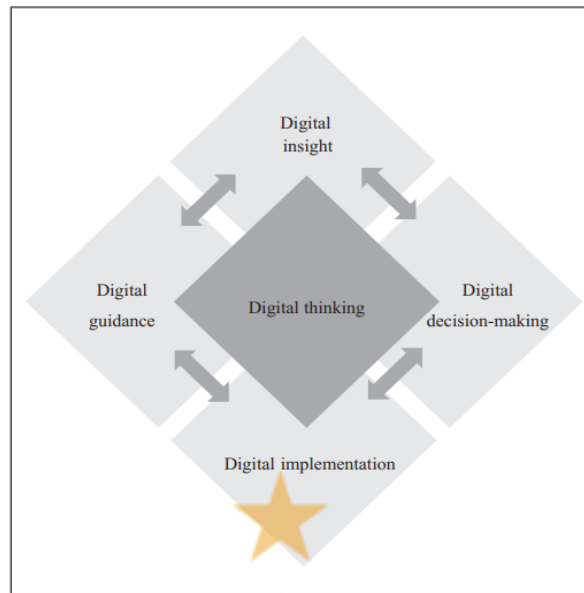 Digital
insight
Digital
guidance
Digital thinking
Digital
decision-making
Digital implementation